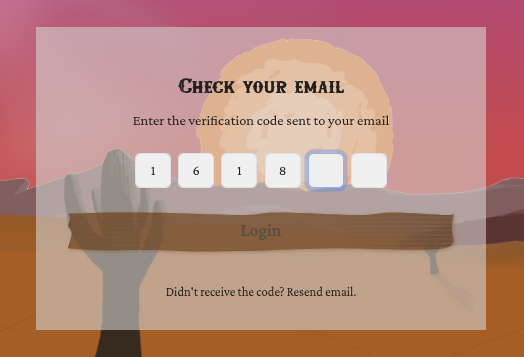 Check your email
Enter the verification code sent to your email
1 6 1 8
Login
Didn't receive the code? Resend email.